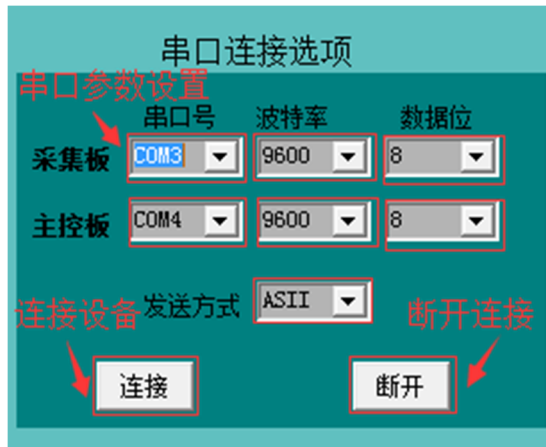 串口连接选项
串口参数设置
串口号 波特率 数据位
采集板 COM3 9600 8
主控板 COM4 9600 8
连接设备 发送方式 ASII 断开连接
连接 断开